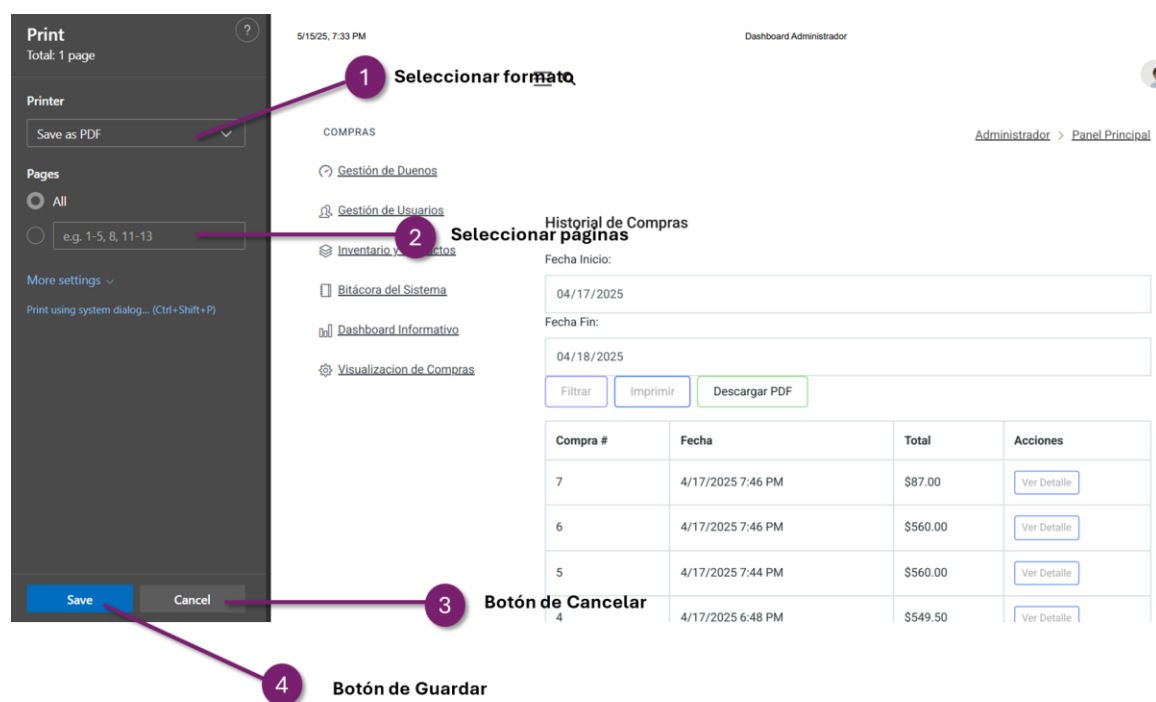 Print
?
Total: 1 page
Printer
Save as PDF
Pages
All
e.g. 1-5, 8, 11-13
More settings
Print using system dialog... (Ctrl+Shift+P)
Save
Cancel
5/15/25, 7:33 PM
Dashboard Administrador
1 Seleccionar formato
COMPRAS
Administrador > Panel Principal
Gestión de Duenos
Gestión de Usuarios
2 Seleccionar páginas
Inventario y
Bitácora del Sistema
Dashboard Informativo
Visualizacion de Compras
Historial de Compras
Fecha Inicio:
04/17/2025
Fecha Fin:
04/18/2025
Filtrar Imprimir Descargar PDF
Compra # Fecha Total Acciones
7 4/17/2025 7:46 PM $87.00 Ver Detalle
6 4/17/2025 7:46 PM $560.00 Ver Detalle
5 4/17/2025 7:44 PM $560.00 Ver Detalle
3 Botón de Cancelar
4 4/17/2025 6:48 PM $549.50 Ver Detalle
4 Botón de Guardar